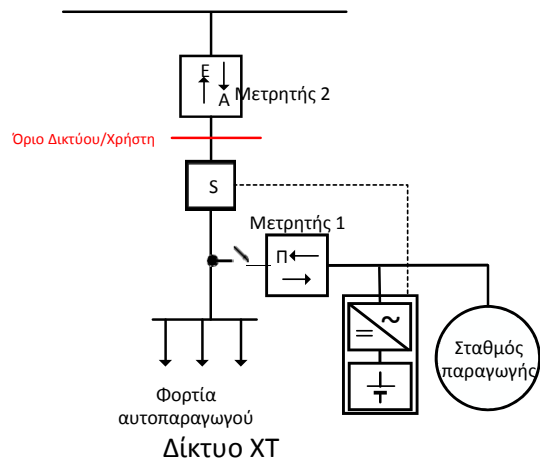 E
A
Μετρητής 2
Όριο Δικτύου/Χρήστη
S
Μετρητής 1
Π
= ~
Σταθμός
παραγωγής
Φορτία
αυτοπαραγωγού
Δίκτυο ΧΤ